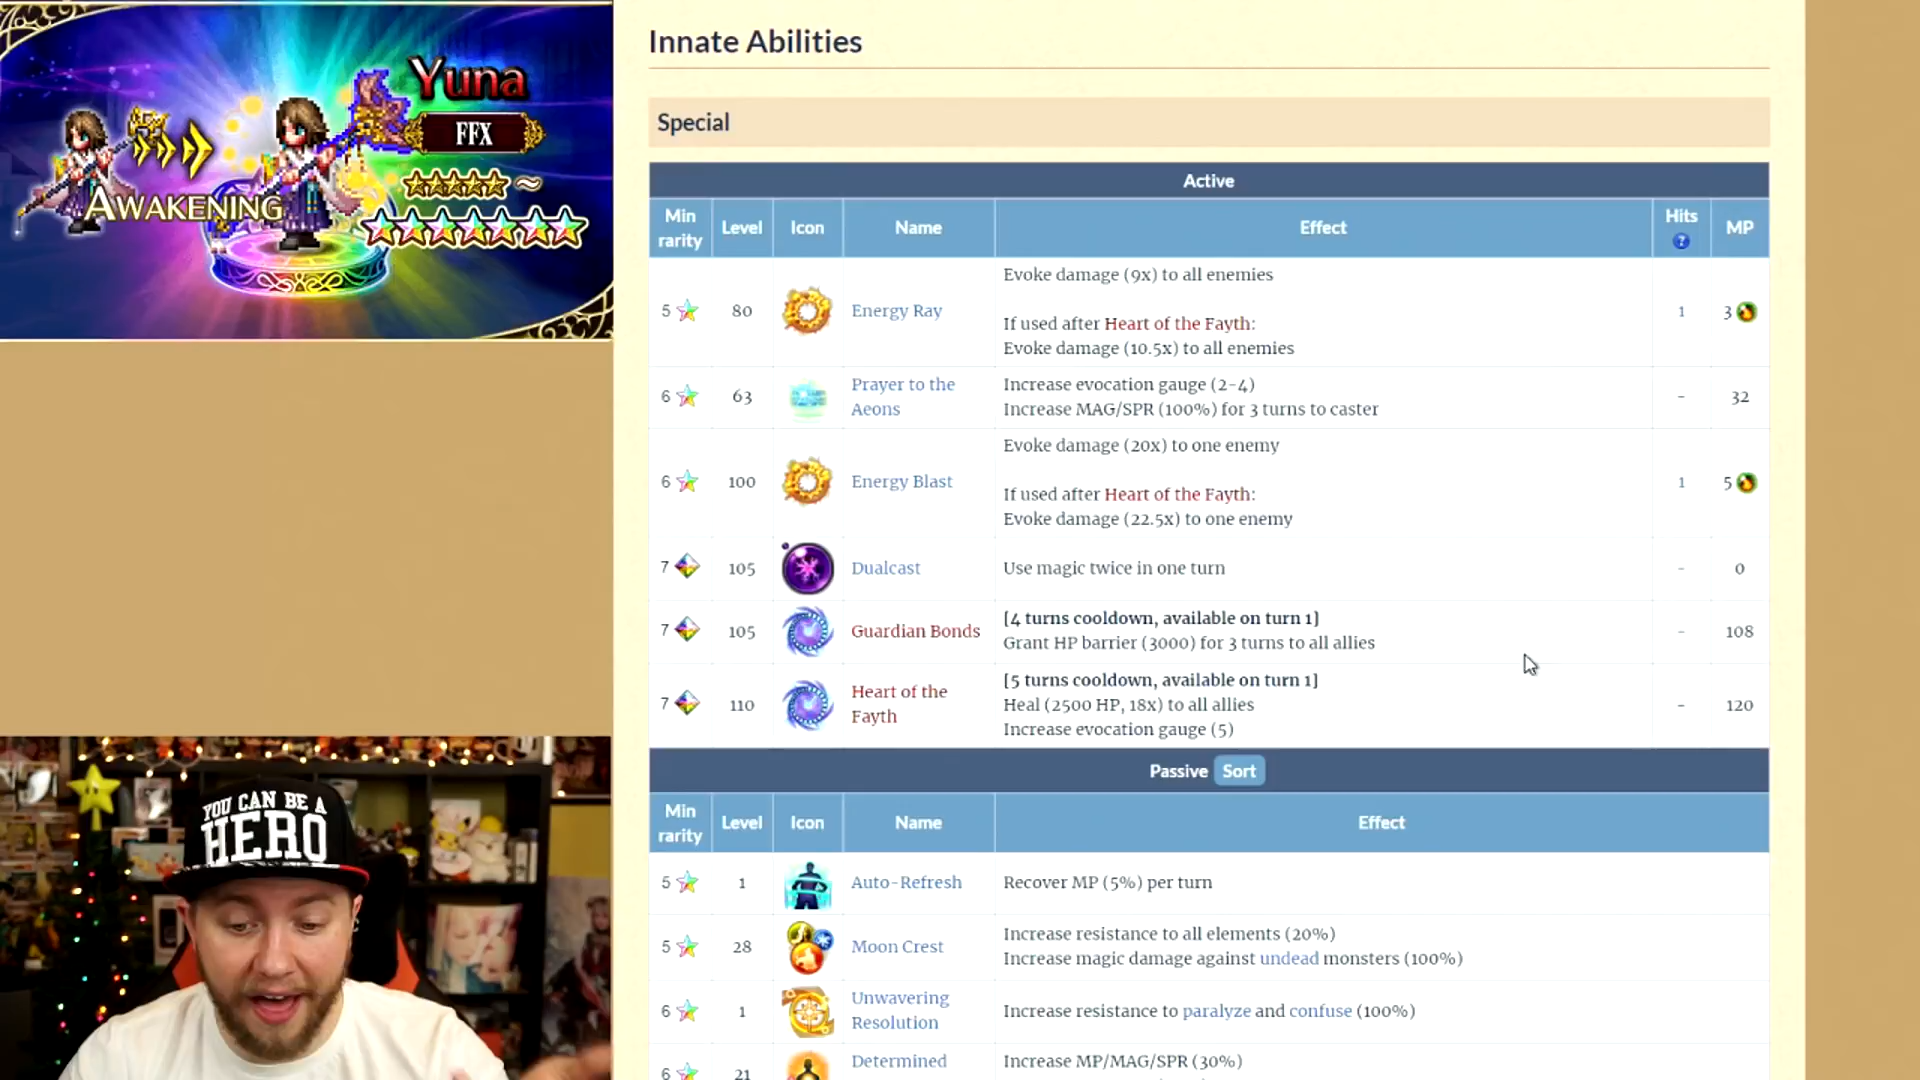 Yuna
FFX
AWAKENING
YOU CAN BE A
HERO
Innate Abilities
Special
Active
Min rarity Level Icon Name Effect Hits MP
5 80 Energy Ray Evoke damage (9x) to all enemies 1 3
If used after Heart of the Fayth:
Evoke damage (10.5x) to all enemies
6 63 Prayer to the Aeons Increase evocation gauge (2-4) - 32
Increase MAG/SPR (100%) for 3 turns to caster
6 100 Energy Blast Evoke damage (20x) to one enemy 1 5
If used after Heart of the Fayth:
Evoke damage (22.5x) to one enemy
7 105 Dualcast Use magic twice in one turn - 0
7 105 Guardian Bonds [4 turns cooldown, available on turn 1] - 108
Grant HP barrier (3000) for 3 turns to all allies
7 110 Heart of the Fayth [5 turns cooldown, available on turn 1] - 120
Heal (2500 HP, 18x) to all allies
Increase evocation gauge (5)
Passive Sort
Min rarity Level Icon Name Effect
5 1 Auto-Refresh Recover MP (5%) per turn
5 28 Moon Crest Increase resistance to all elements (20%)
Increase magic damage against undead monsters (100%)
6 1 Unwavering Resolution Increase resistance to paralyze and confuse (100%)
6 21 Determined Increase MP/MAG/SPR (30%)